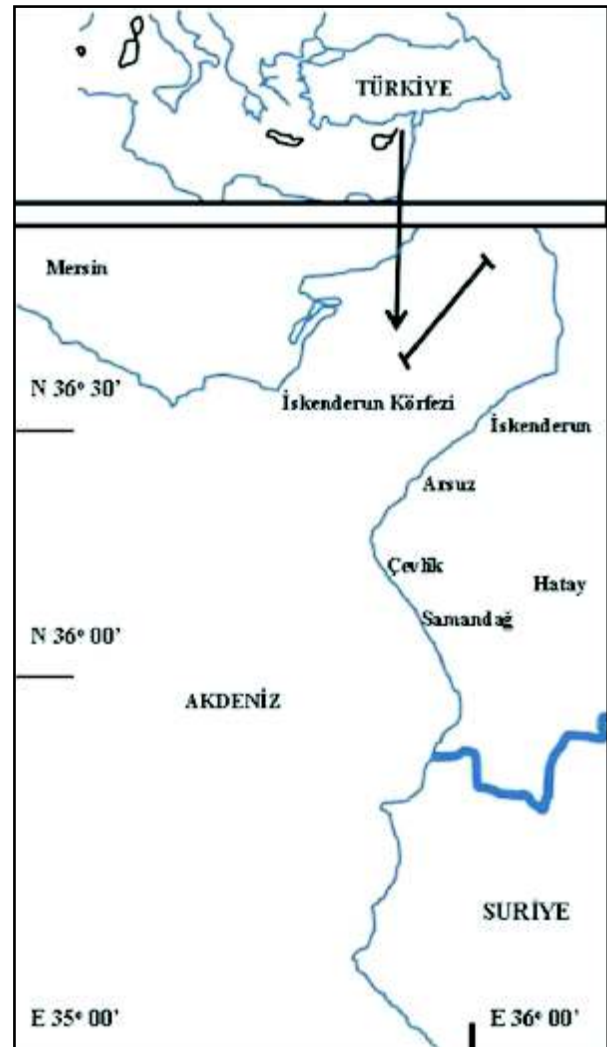 TÜRKİYE
Mersin
N 36° 30'
İskenderun Körfezi
İskenderun
Arsuz
Çevlik
Hatay
Samandağ
N 36° 00'
AKDENİZ
SURİYE
E 35° 00'
E 36° 00'